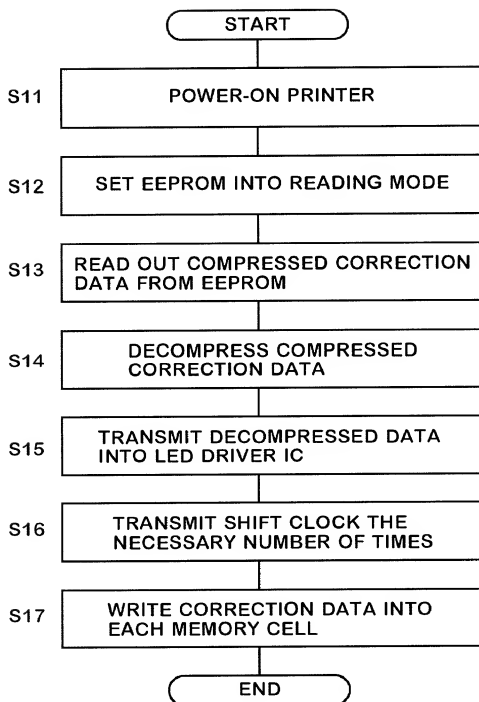 START
S11
POWER-ON PRINTER
S12
SET EEPROM INTO READING MODE
S13
READ OUT COMPRESSED CORRECTION
DATA FROM EEPROM
S14
DECOMPRESS COMPRESSED
CORRECTION DATA
S15
TRANSMIT DECOMPRESSED DATA
INTO LED DRIVER IC
S16
TRANSMIT SHIFT CLOCK THE
NECESSARY NUMBER OF TIMES
S17
WRITE CORRECTION DATA INTO
EACH MEMORY CELL
END